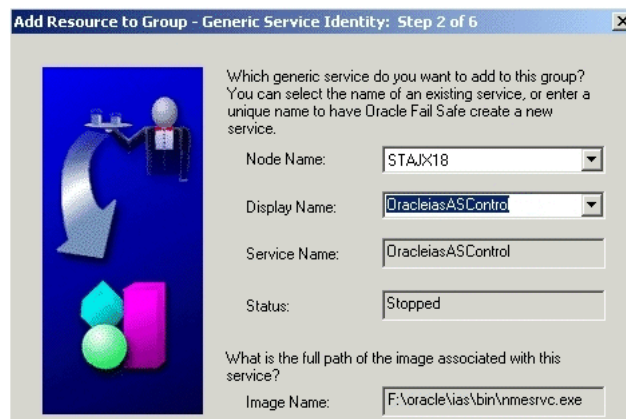 Add Resource to Group - Generic Service Identity: Step 2 of 6
Which generic service do you want to add to this group?
You can select the name of an existing service, or enter a
unique name to have Oracle Fail Safe create a new
service.
Node Name: STAJX18
Display Name: OracleiasASControl
Service Name: OracleiasASControl
Status: Stopped
What is the full path of the image associated with this
service?
Image Name: F:\oracle\ias\bin\nmesrvc.exe